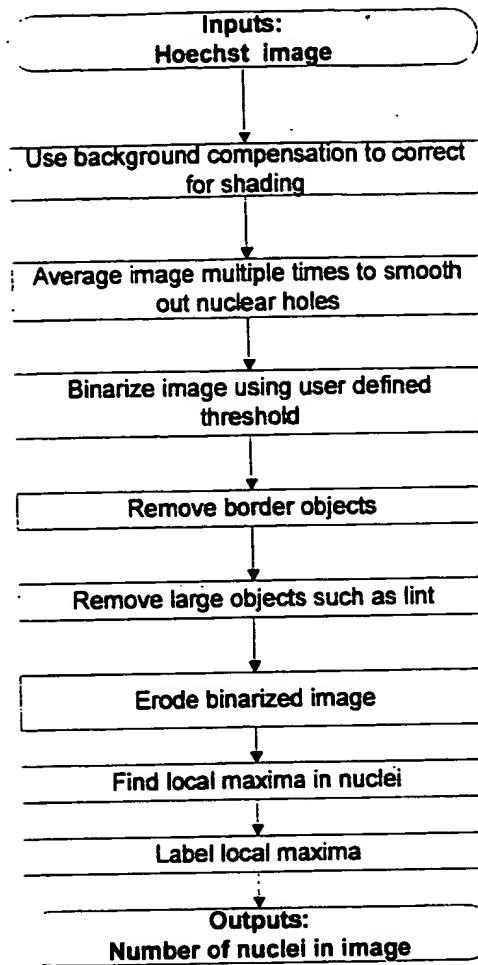 Inputs:
Hoechst image
Use background compensation to correct
for shading
Average image multiple times to smooth
out nuclear holes
Binarize image using user defined
threshold
Remove border objects
Remove large objects such as lint
Erode binarized image
Find local maxima in nuclei
Label local maxima
Outputs:
Number of nuclei in image